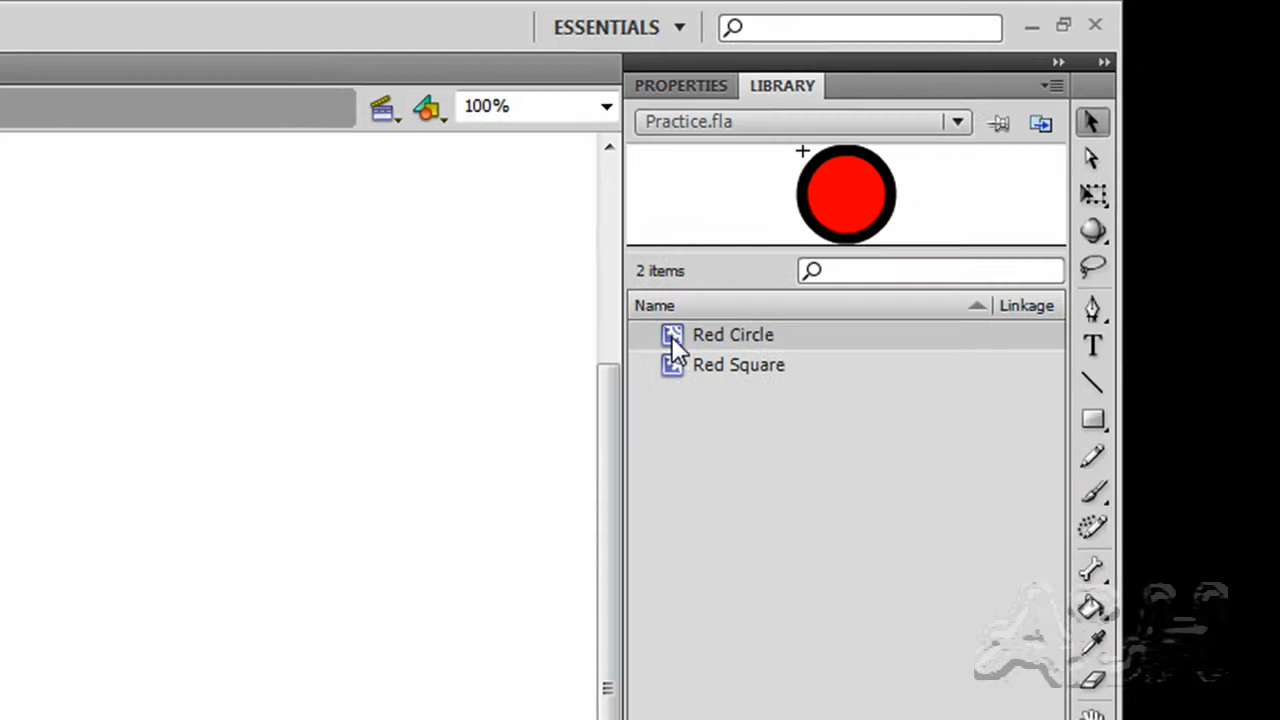 ESSENTIALS
100%
PROPERTIES LIBRARY
Practice.fla
2 items
Name Linkage
Red Circle
Red Square
T